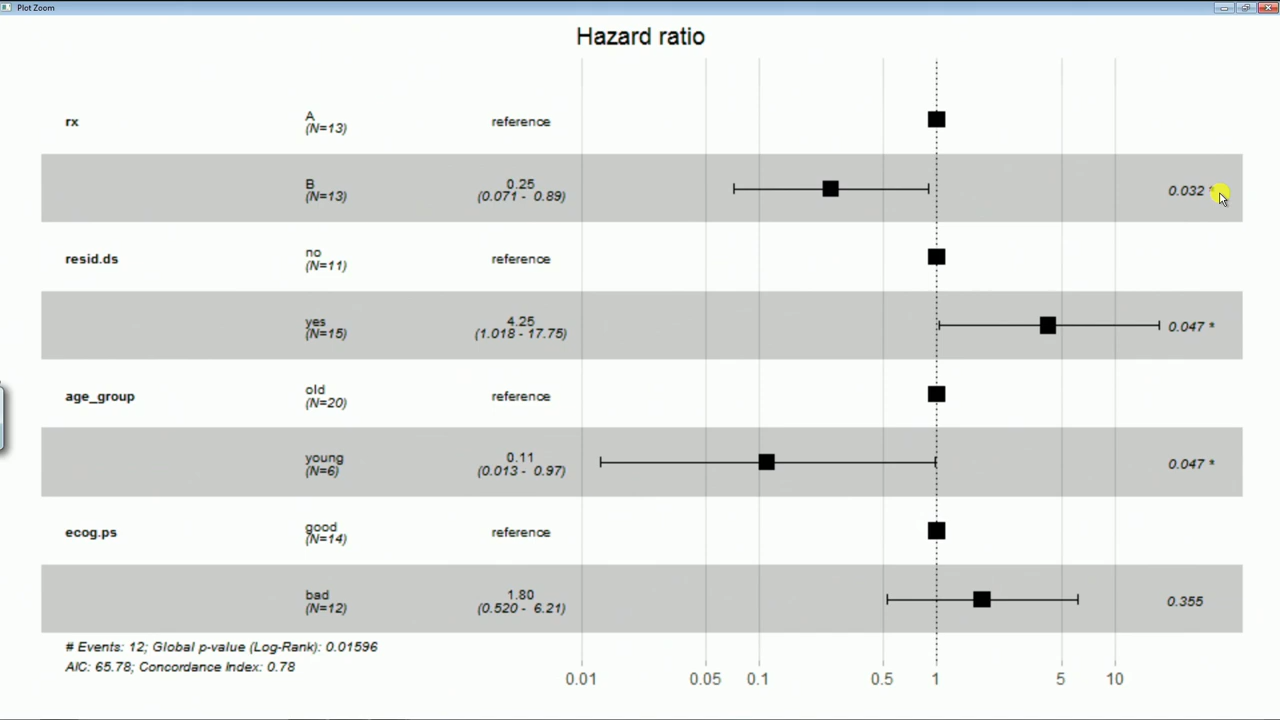 Plot Zoom
Hazard ratio
rx A (N=13) reference
B (N=13) 0.25 (0.071 - 0.89) 0.032 *
resid.ds no (N=11) reference
yes (N=15) 4.25 (1.018 - 17.75) 0.047 *
age_group old (N=20) reference
young (N=6) 0.11 (0.013 - 0.97) 0.047 *
ecog.ps good (N=14) reference
bad (N=12) 1.80 (0.520 - 6.21) 0.355
# Events: 12; Global p-value (Log-Rank): 0.01596
AIC: 65.78; Concordance Index: 0.78
0.01 0.05 0.1 0.5 1 5 10